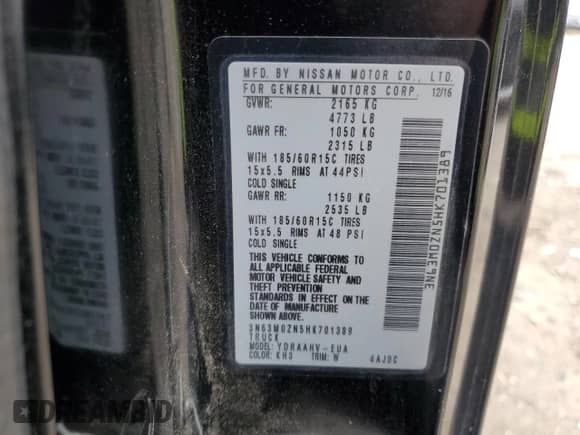 MFD. BY NISSAN MOTOR CO., LTD.
FOR GENERAL MOTORS CORP. 12/16
GVWR: 2165 KG
4773 LB
GAWR FR: 1050 KG
2315 LB
WITH 185/60R15C TIRES
15x5.5 RIMS AT 44PSI
COLD SINGLE
GAWR RR: 1150 KG
2535 LB
WITH 185/60R15C TIRES
15x5.5 RIMS AT 48 PSI
COLD SINGLE
THIS VEHICLE CONFORMS TO
ALL APPLICABLE FEDERAL
MOTOR VEHICLE SAFETY AND
THEFT PREVENTION
STANDARDS IN EFFECT ON THE
DATE OF MANUFACTURE
SHOWN ABOVE.
3N63M0ZN5HK701389
TRUCK
MODEL: YDRAAHV-EUA
COLOR: KH3 TRIM: W 4AJ0C
3N63M0ZN5HK701389
DREAMBID